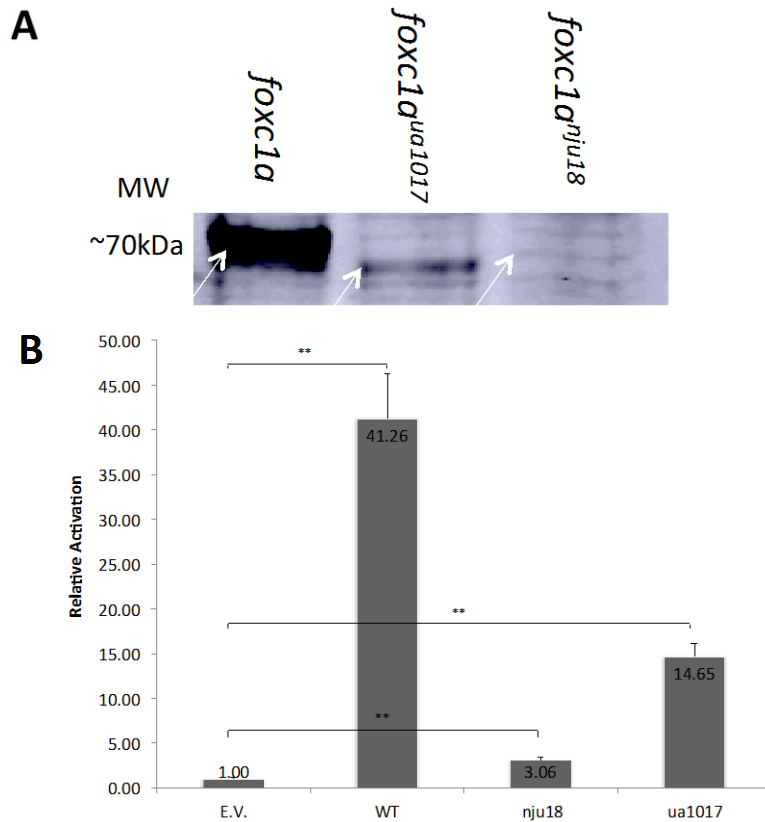 A
foxc1a
foxc1a^ua1017
foxc1a^nju18
MW
~70kDa
B
50.00
45.00
40.00
35.00
30.00
25.00
20.00
15.00
10.00
5.00
0.00
Relative Activation
**
**
**
1.00
41.26
3.06
14.65
E.V.
WT
nju18
ua1017